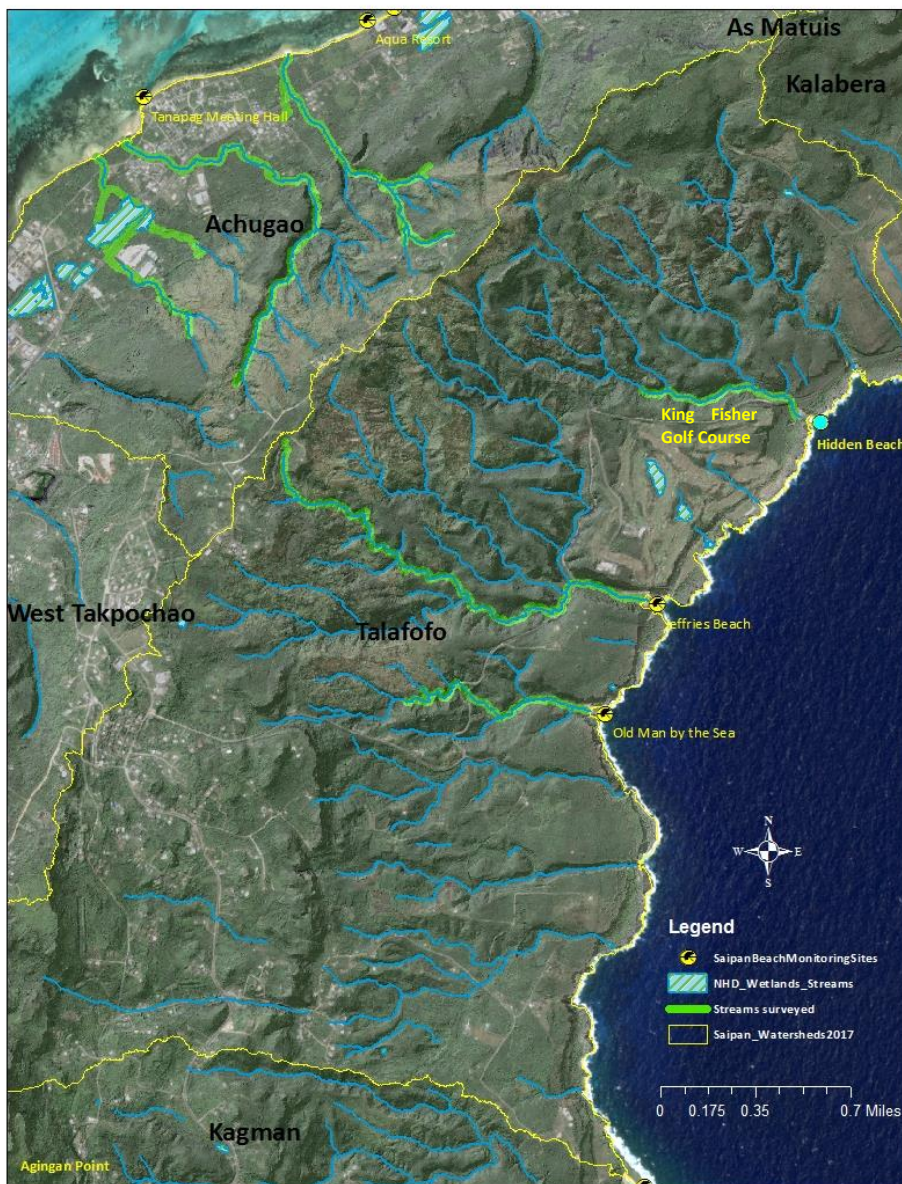 As Matuis
Aqua Resort
Kalabera
Tanapag Meeting Hall
Achugao
King Fisher
Golf Course
Hidden Beach
West Takpochao
Talafofo
Jeffries Beach
Old Man by the Sea
N
W E
S
Legend
SaipanBeachMonitoringSites
NHD_Wetlands_Streams
Streams surveyed
Saipan_Watersheds2017
0 0.175 0.35 0.7 Miles
Kagman
Agingan Point